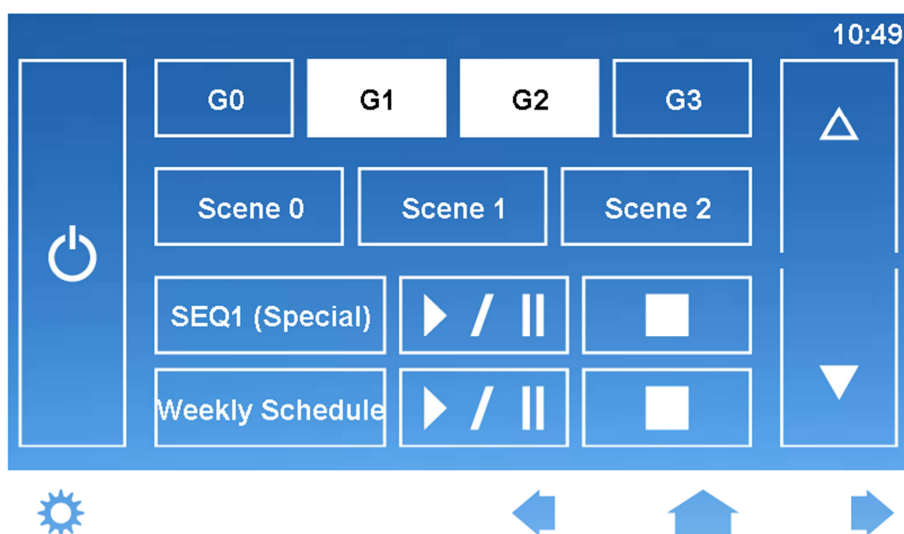 10:49
G0 G1 G2 G3
Scene 0 Scene 1 Scene 2
SEQ1 (Special)
Weekly Schedule